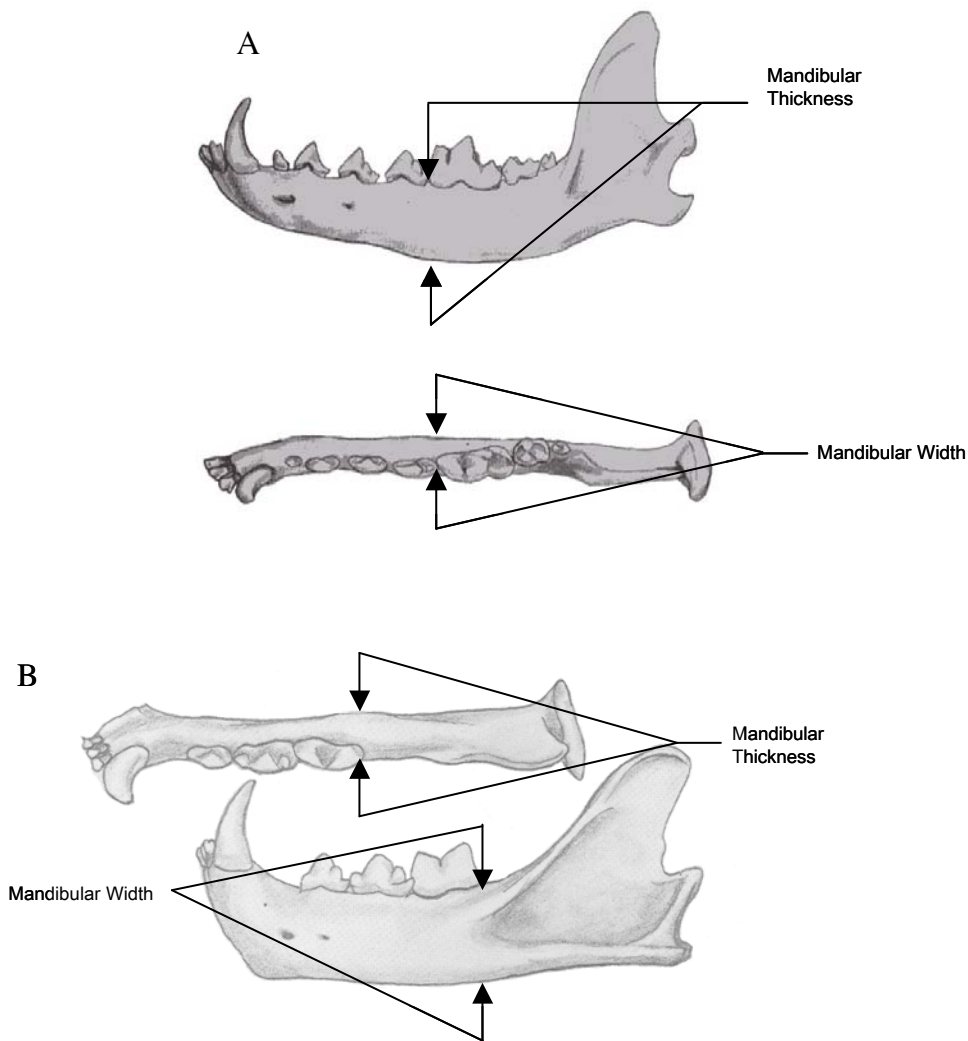 A
Mandibular
Thickness
Mandibular Width
B
Mandibular
Thickness
Mandibular Width